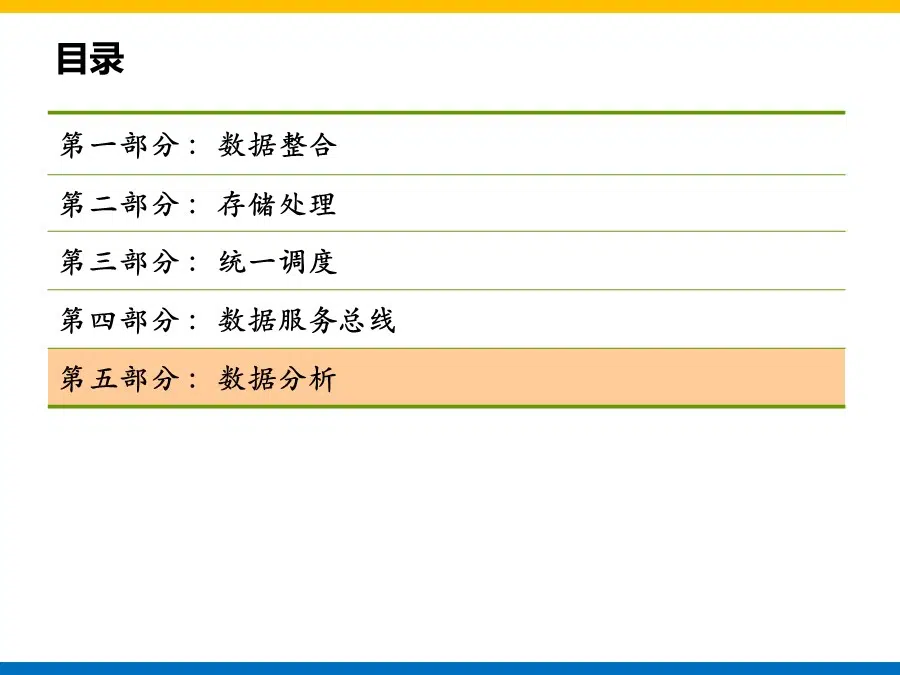 目录
第一部分：数据整合
第二部分：存储处理
第三部分：统一调度
第四部分：数据服务总线
第五部分：数据分析